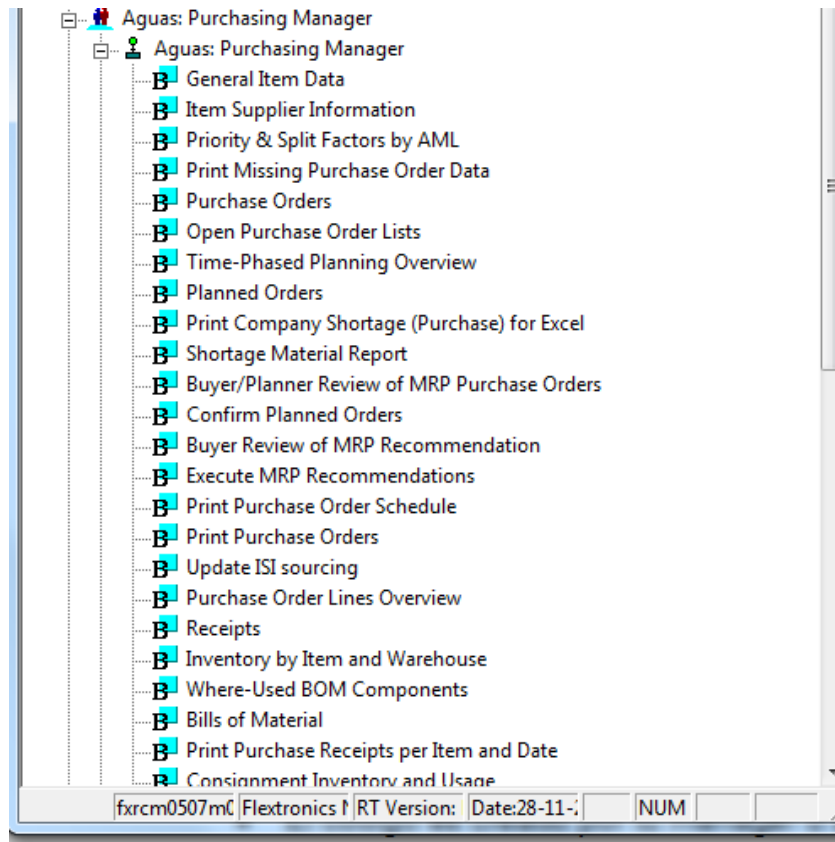 Aguas: Purchasing Manager
Aguas: Purchasing Manager
General Item Data
Item Supplier Information
Priority & Split Factors by AML
Print Missing Purchase Order Data
Purchase Orders
Open Purchase Order Lists
Time-Phased Planning Overview
Planned Orders
Print Company Shortage (Purchase) for Excel
Shortage Material Report
Buyer/Planner Review of MRP Purchase Orders
Confirm Planned Orders
Buyer Review of MRP Recommendation
Execute MRP Recommendations
Print Purchase Order Schedule
Print Purchase Orders
Update ISI sourcing
Purchase Order Lines Overview
Receipts
Inventory by Item and Warehouse
Where-Used BOM Components
Bills of Material
Print Purchase Receipts per Item and Date
Consignment Inventory and Usage
fxrcm0507m0 Flextronics RT Version: Date:28-11- NUM